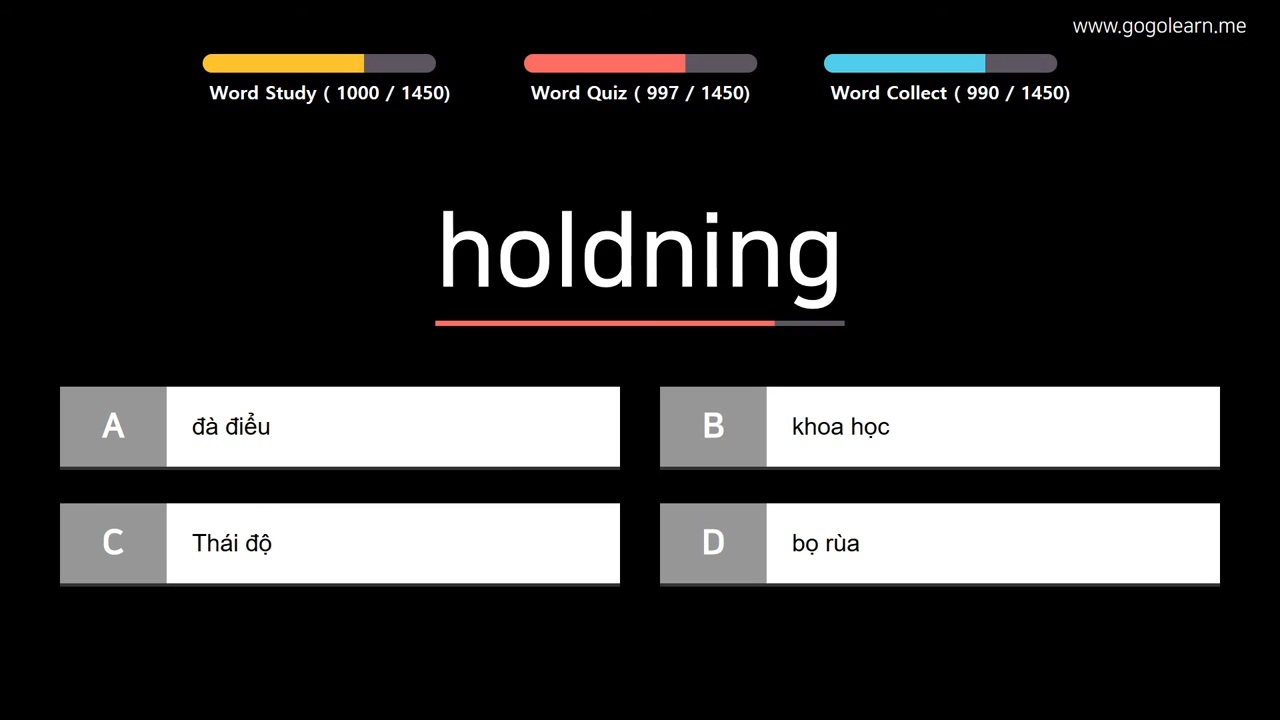 www.gogolearn.me
Word Study ( 1000 / 1450)
Word Quiz ( 997 / 1450)
Word Collect ( 990 / 1450)
holdning
A đà điểu
B khoa học
C Thái độ
D bọ rùa